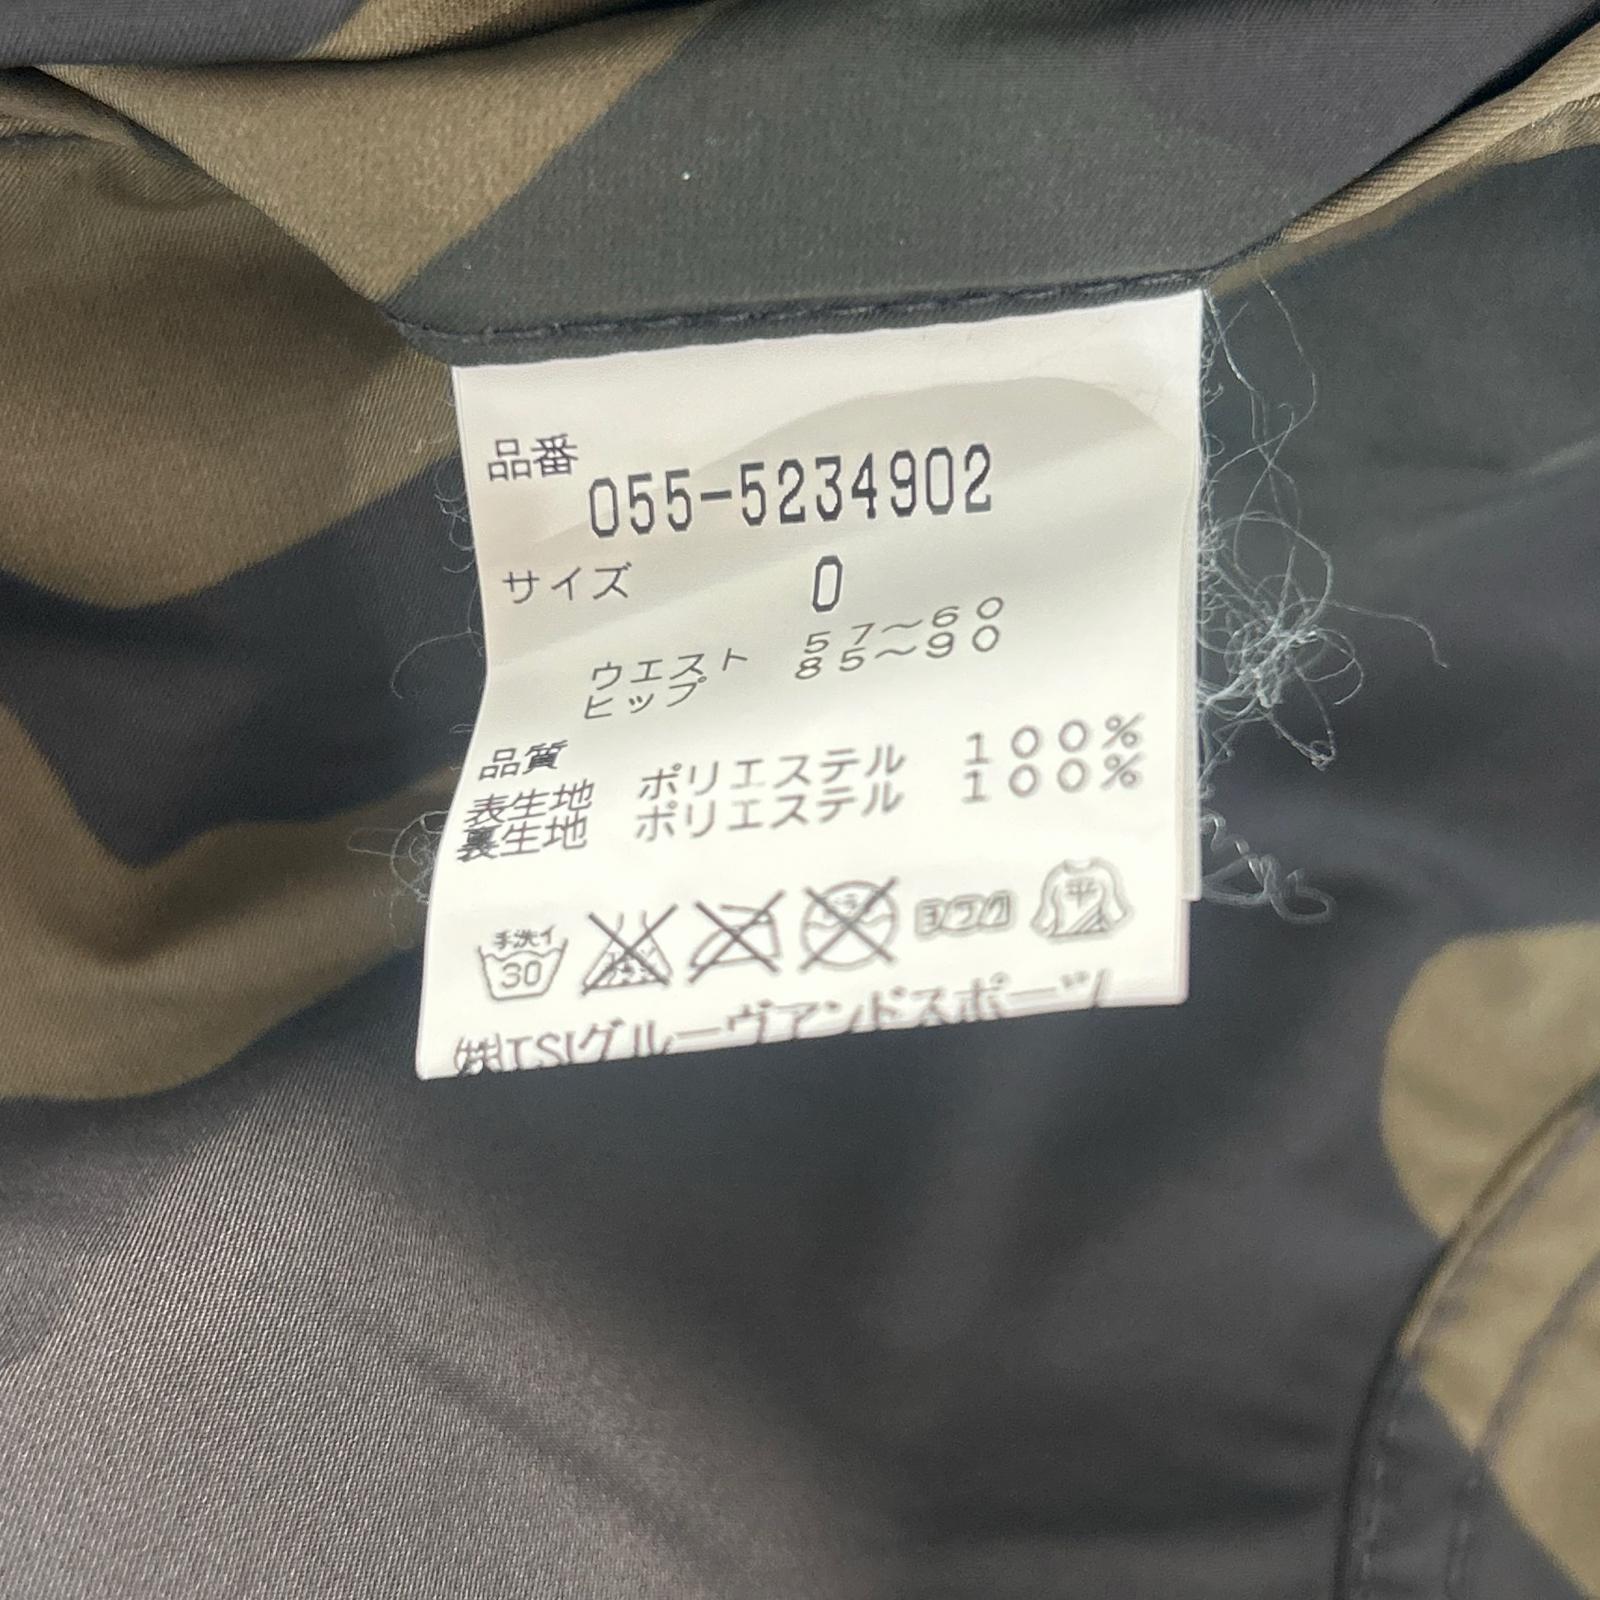 品番 055-5234902
サイズ 0
ウエスト 57〜60
ヒップ 85〜90
品質
表生地 ポリエステル 100%
裏生地 ポリエステル 100%
手洗イ 30 平
㈱TSIグルーヴアンドスポーツ